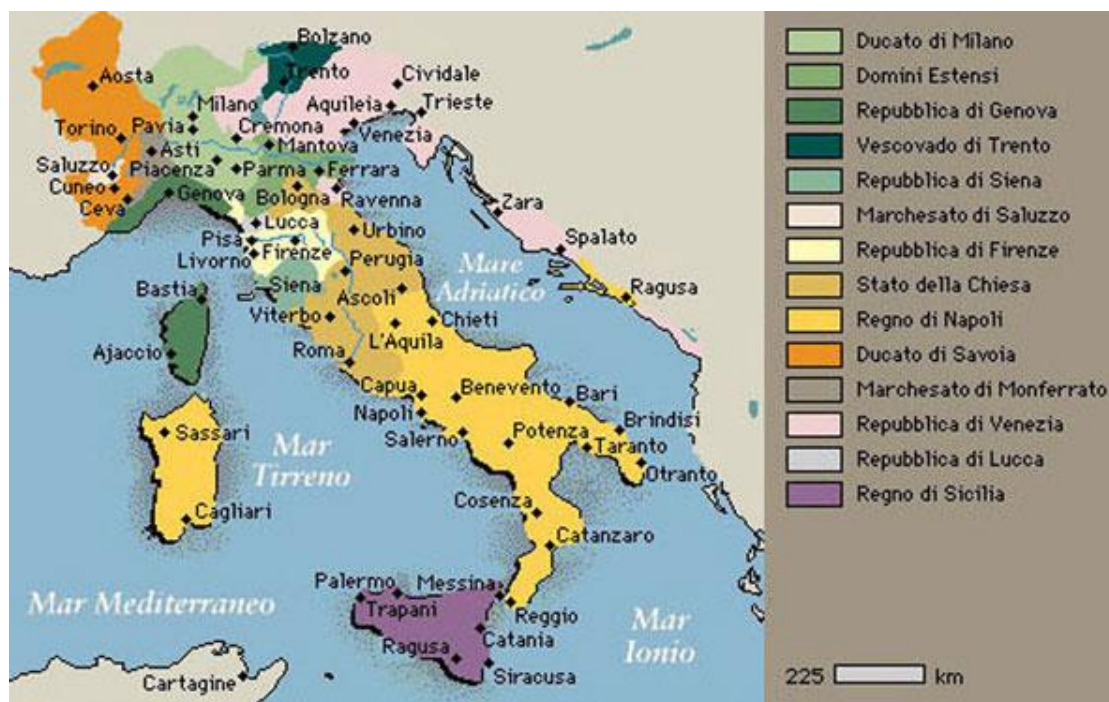 Bolzano
Aosta
Trento
Cividale
Milano
Aquileia
Trieste
Torino
Pavia
Cremona
Venezia
Asti
Mantova
Saluzzo
Piacenza
Parma
Ferrara
Cuneo
Genova
Bologna
Ravenna
Ceva
Zara
Lucca
Urbino
Pisa
Firenze
Spalato
Livorno
Perugia
Mare
Adriatico
Siena
Ascoli
Ragusa
Bastia
Viterbo
Chieti
L'Aquila
Ajaccio
Roma
Capua
Benevento
Bari
Napoli
Brindisi
Sassari
Salerno
Potenza
Taranto
Mar
Tirreno
Otranto
Cosenza
Cagliari
Catanzaro
Palermo
Messina
Mar Mediterraneo
Trapani
Reggio
Mar
Ionio
Catania
Ragusa
Siracusa
Cartagine
Ducato di Milano
Domini Estensi
Repubblica di Genova
Vescovado di Trento
Repubblica di Siena
Marchesato di Saluzzo
Repubblica di Firenze
Stato della Chiesa
Regno di Napoli
Ducato di Savoia
Marchesato di Monferrato
Repubblica di Venezia
Repubblica di Lucca
Regno di Sicilia
225 km